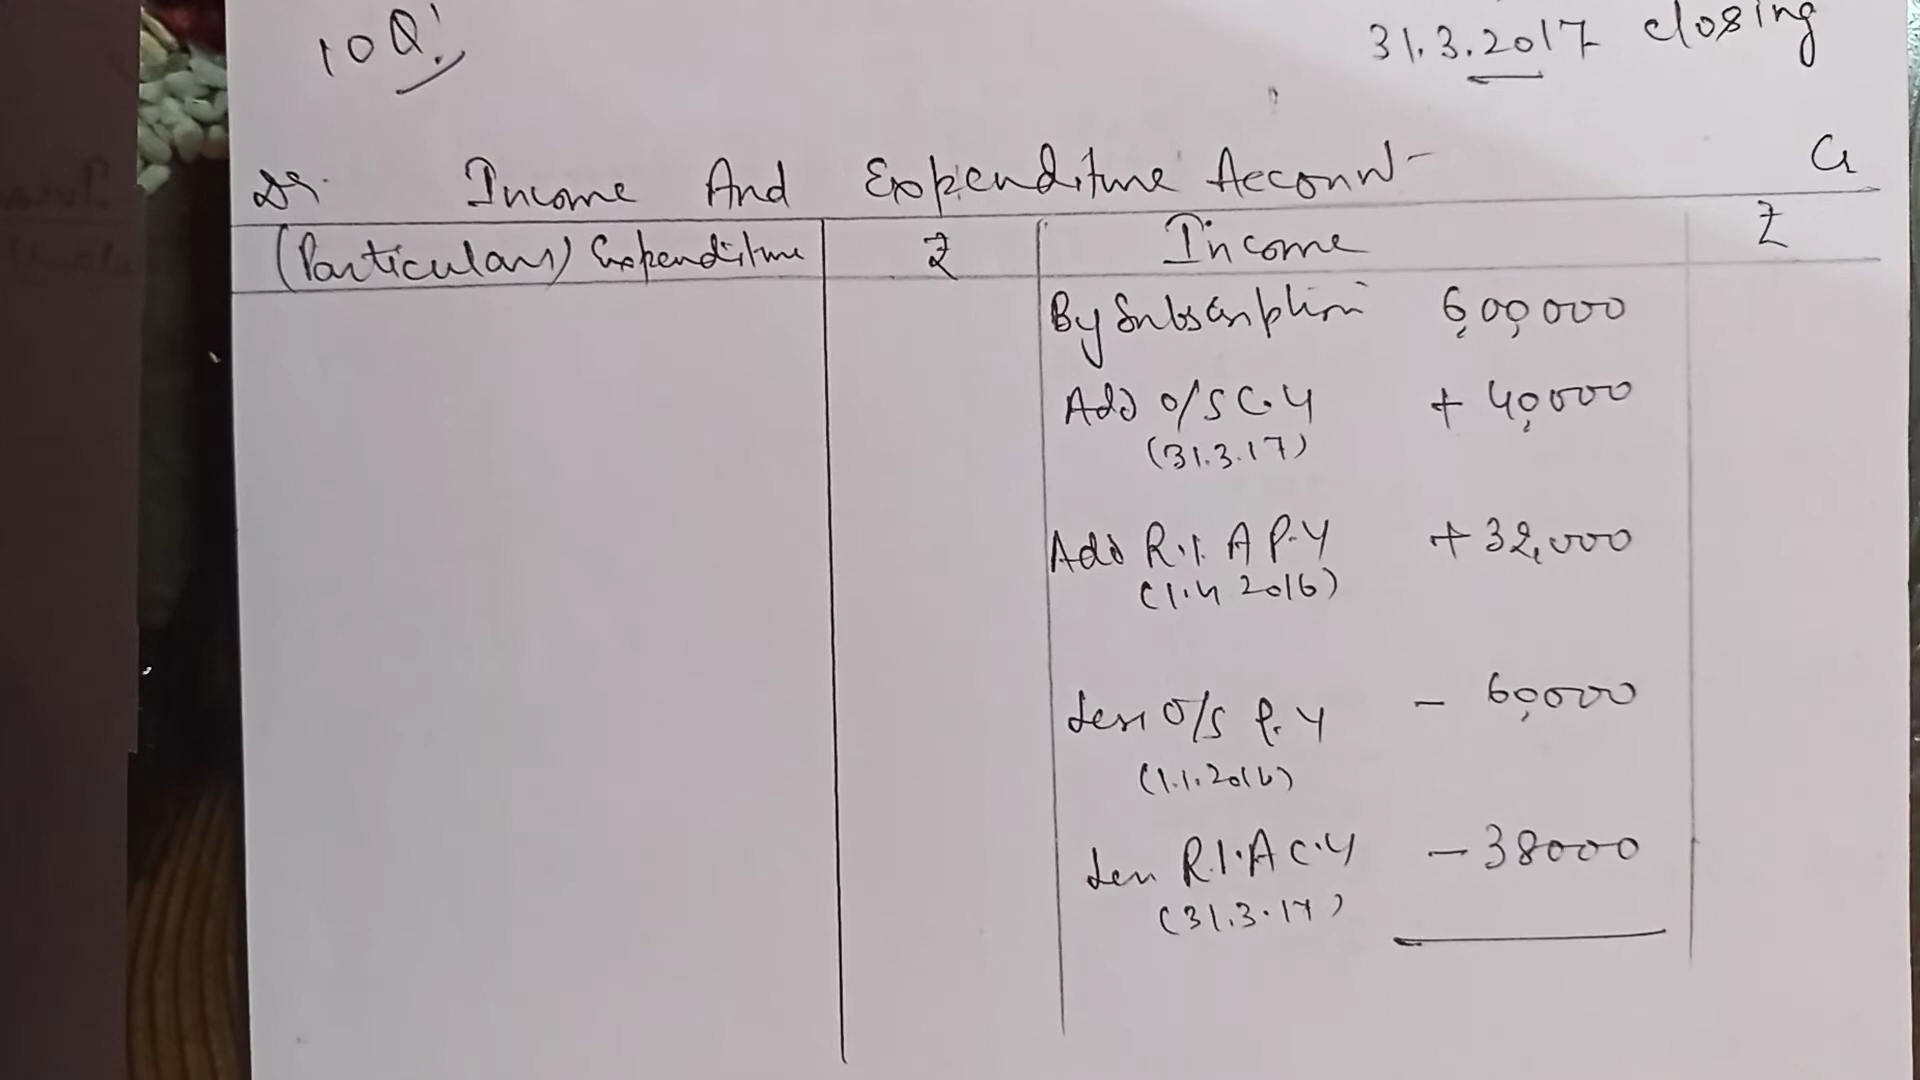 10 Q!
31.3.2017 closing
Dr. Income And Expenditure Account Cr
(Particulars) Expenditure ₹ Income ₹
By Subscription 6,00,000
Add O/S C.Y + 40,000
(31.3.17)
Add R.I. A P.Y + 32,000
(1.4 2016)
Less O/S P.Y - 60,000
(1.1.2016)
Less R.I.A C.Y - 38000
(31.3.17)